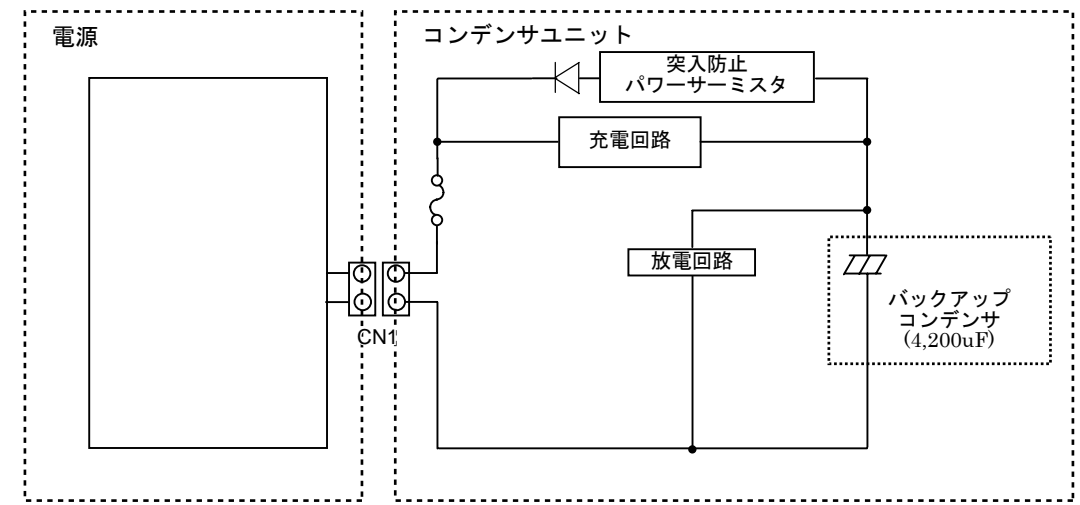 電源
コンデンサユニット
突入防止
パワーサーミスタ
充電回路
放電回路
バックアップ
コンデンサ
(4,200uF)
CN1